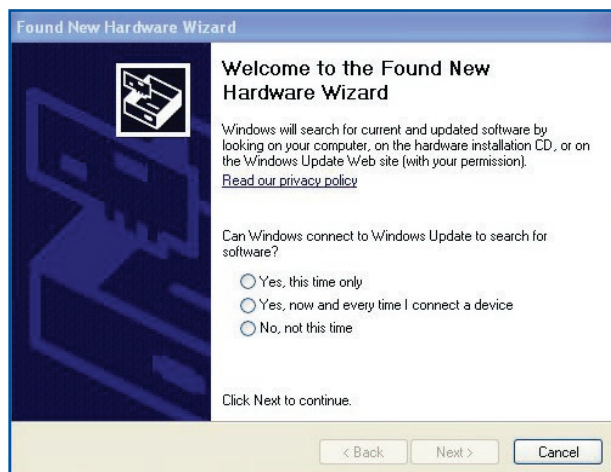 Found New Hardware Wizard
Welcome to the Found New
Hardware Wizard
Windows will search for current and updated software by
looking on your computer, on the hardware installation CD, or on
the Windows Update Web site (with your permission).
Read our privacy policy
Can Windows connect to Windows Update to search for
software?
Yes, this time only
Yes, now and every time I connect a device
No, not this time
Click Next to continue.
< Back
Next >
Cancel